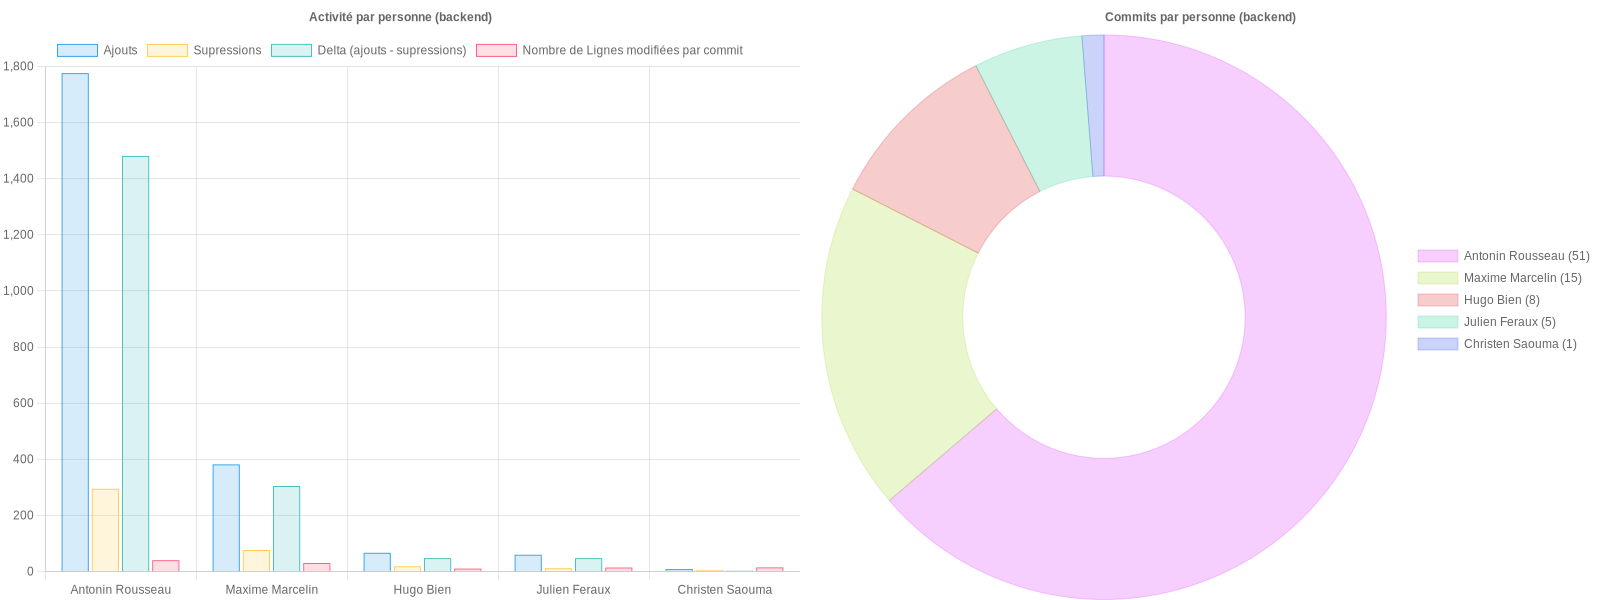 Activité par personne (backend)
Ajouts
Supressions
Delta (ajouts - supressions)
Nombre de Lignes modifiées par commit
1,800
1,600
1,400
1,200
1,000
800
600
400
200
0
Antonin Rousseau
Maxime Marcelin
Hugo Bien
Julien Feraux
Christen Saouma
Commits par personne (backend)
Antonin Rousseau (51)
Maxime Marcelin (15)
Hugo Bien (8)
Julien Feraux (5)
Christen Saouma (1)